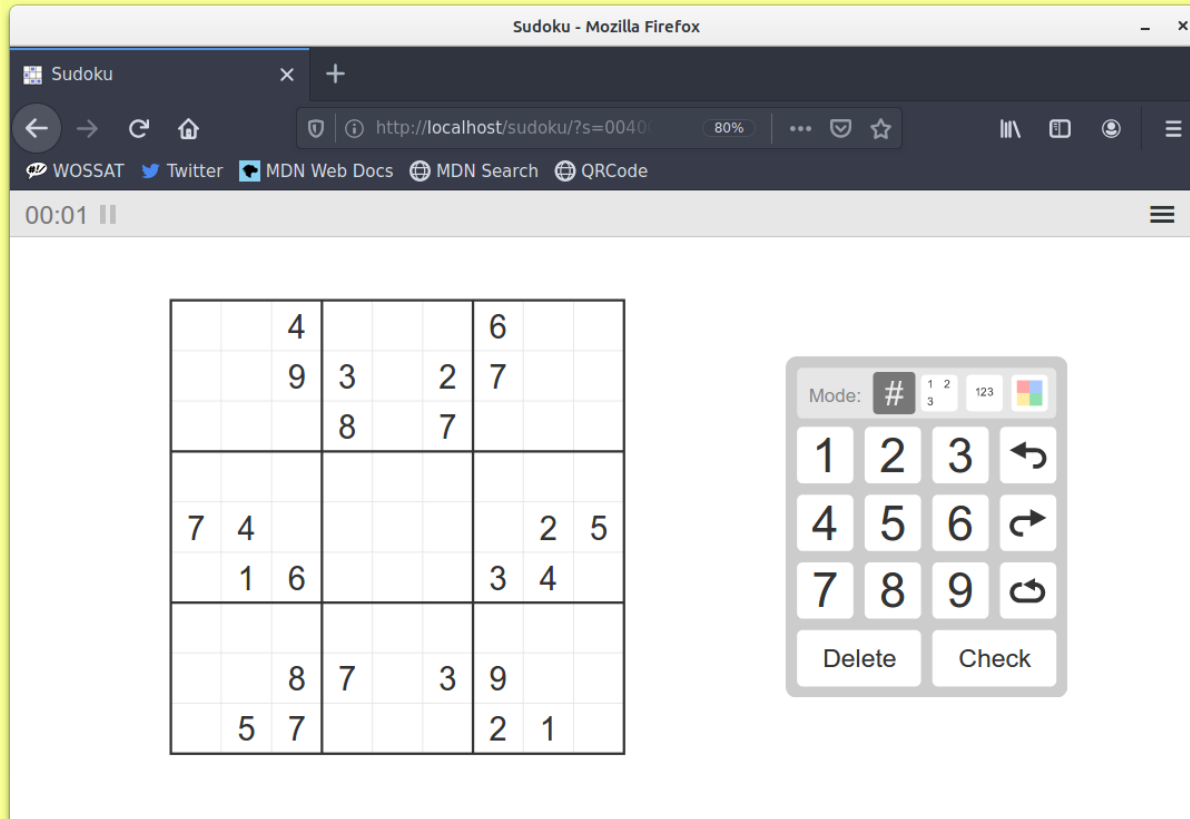 Sudoku - Mozilla Firefox
Sudoku
http://localhost/sudoku/?s=0040
80%
WOSSAT Twitter MDN Web Docs MDN Search QRCode
00:01
4 6
9 3 2 7
8 7
7 4 2 5
1 6 3 4
8 7 3 9
5 7 2 1
Mode: # 1 2 3 123
1 2 3
4 5 6
7 8 9
Delete Check